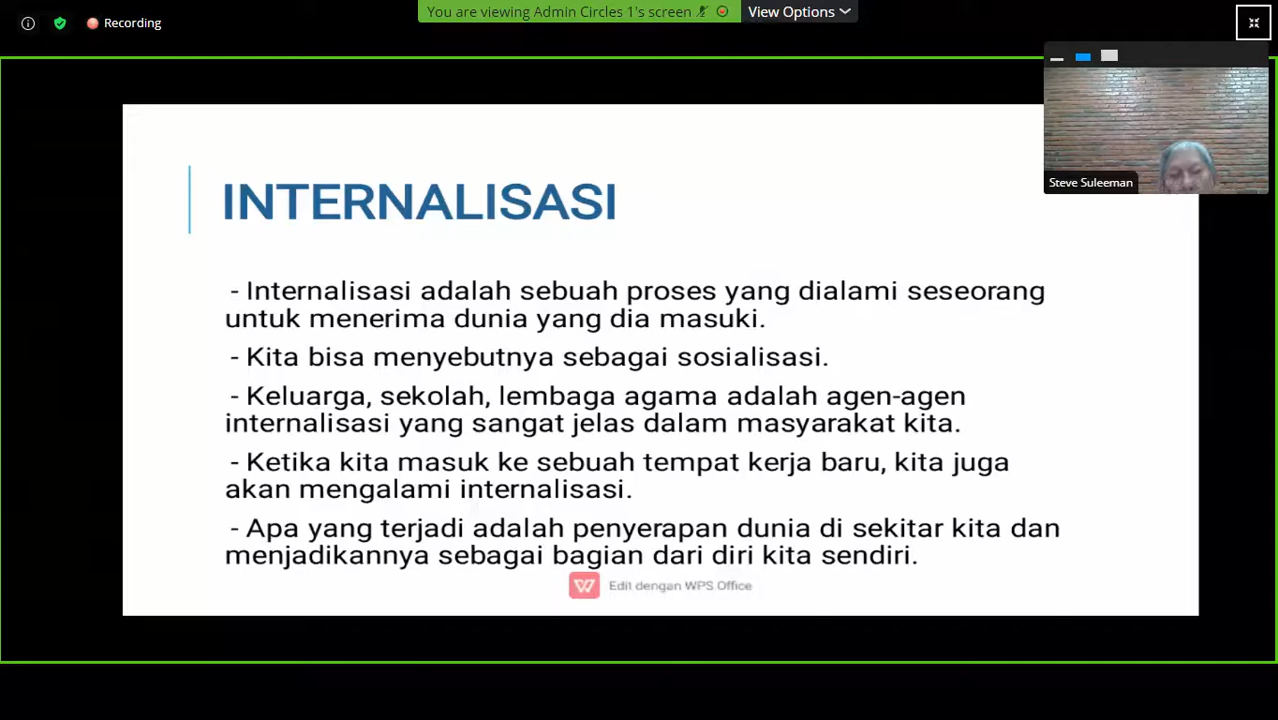 You are viewing Admin Circles 1's screen
View Options
Recording
Steve Suleeman
INTERNALISASI
- Internalisasi adalah sebuah proses yang dialami seseorang
untuk menerima dunia yang dia masuki.
- Kita bisa menyebutnya sebagai sosialisasi.
- Keluarga, sekolah, lembaga agama adalah agen-agen
internalisasi yang sangat jelas dalam masyarakat kita.
- Ketika kita masuk ke sebuah tempat kerja baru, kita juga
akan mengalami internalisasi.
- Apa yang terjadi adalah penyerapan dunia di sekitar kita dan
menjadikannya sebagai bagian dari diri kita sendiri.
Edit dengan WPS Office